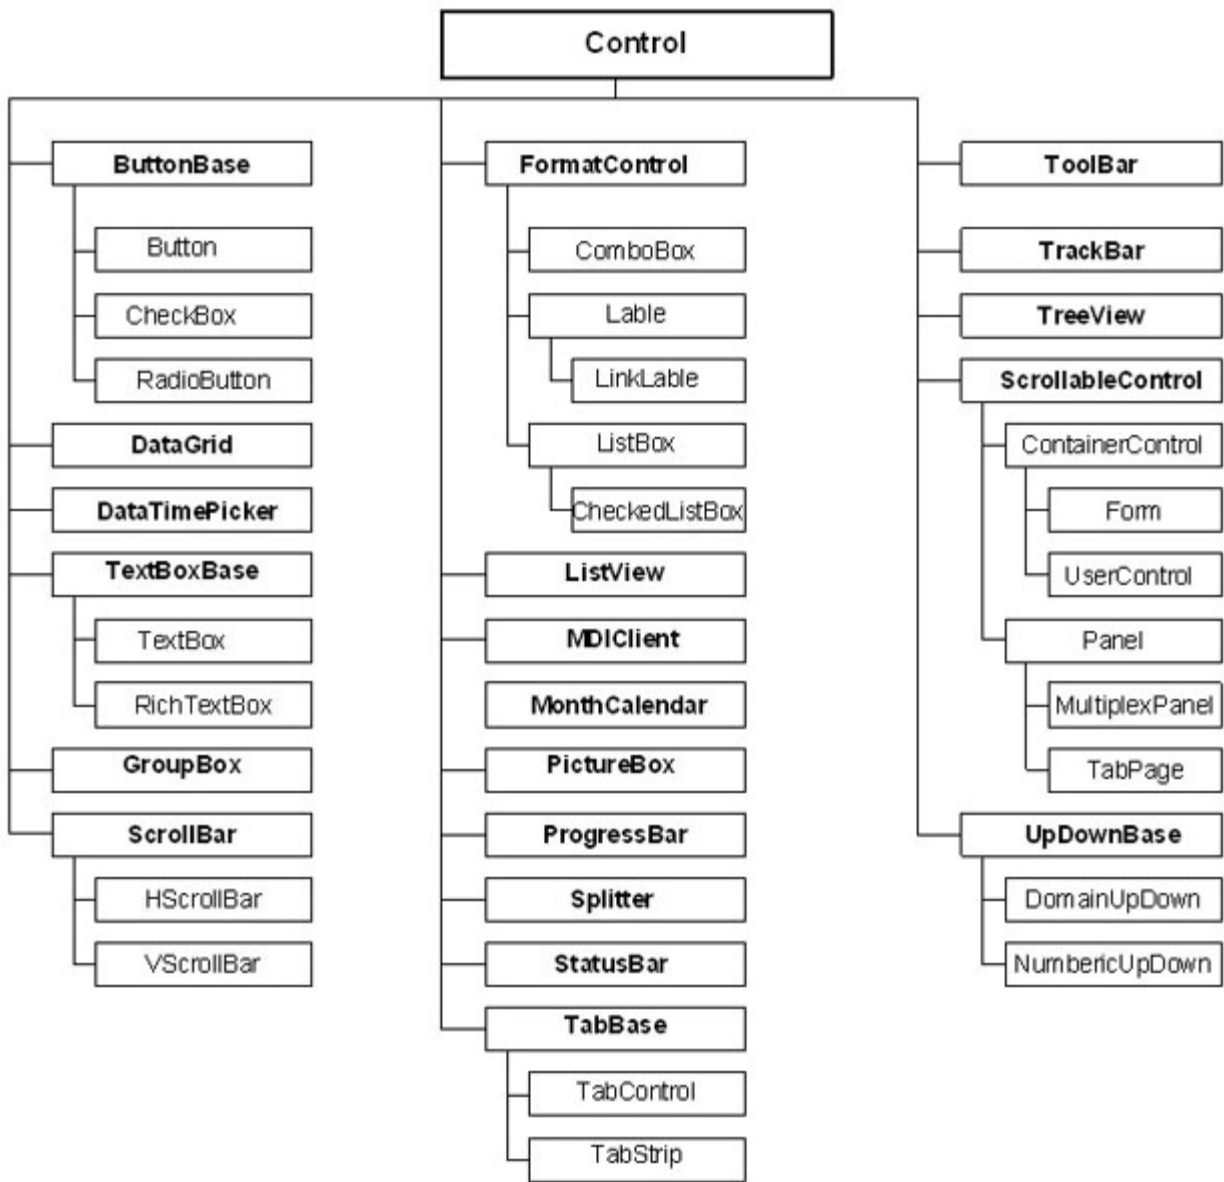 Control
ButtonBase
Button
CheckBox
RadioButton
DataGrid
DataTimePicker
TextBoxBase
TextBox
RichTextBox
GroupBox
ScrollBar
HScrollBar
VScrollBar
FormatControl
ComboBox
Lable
LinkLable
ListBox
CheckedListBox
ListView
MDIClient
MonthCalendar
PictureBox
ProgressBar
Splitter
StatusBar
TabBase
TabControl
TabStrip
ToolBar
TrackBar
TreeView
ScrollableControl
ContainerControl
Form
UserControl
Panel
MultiplexPanel
TabPage
UpDownBase
DomainUpDown
NumbericUpDown